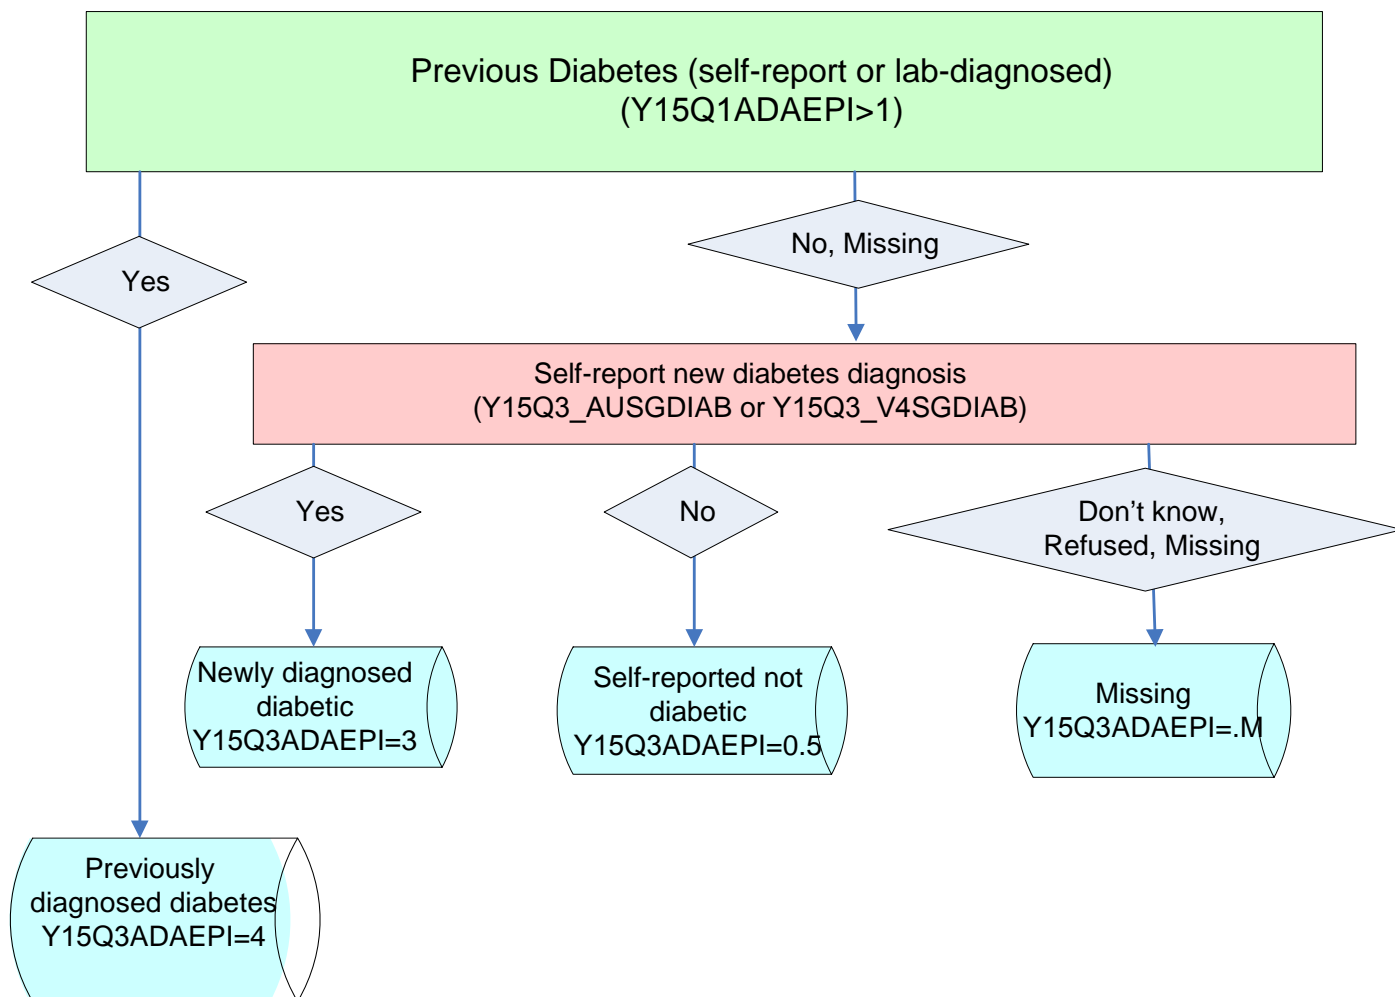 Previous Diabetes (self-report or lab-diagnosed)
(Y15Q1ADAEPI>1)
No, Missing
Yes
Self-report new diabetes diagnosis
(Y15Q3_AUSGDIAB or Y15Q3_V4SGDIAB)
Yes
No
Don’t know,
Refused, Missing
Newly diagnosed
diabetic
Y15Q3ADAEPI=3
Self-reported not
diabetic
Y15Q3ADAEPI=0.5
Missing
Y15Q3ADAEPI=.M
Previously
diagnosed diabetes
Y15Q3ADAEPI=4